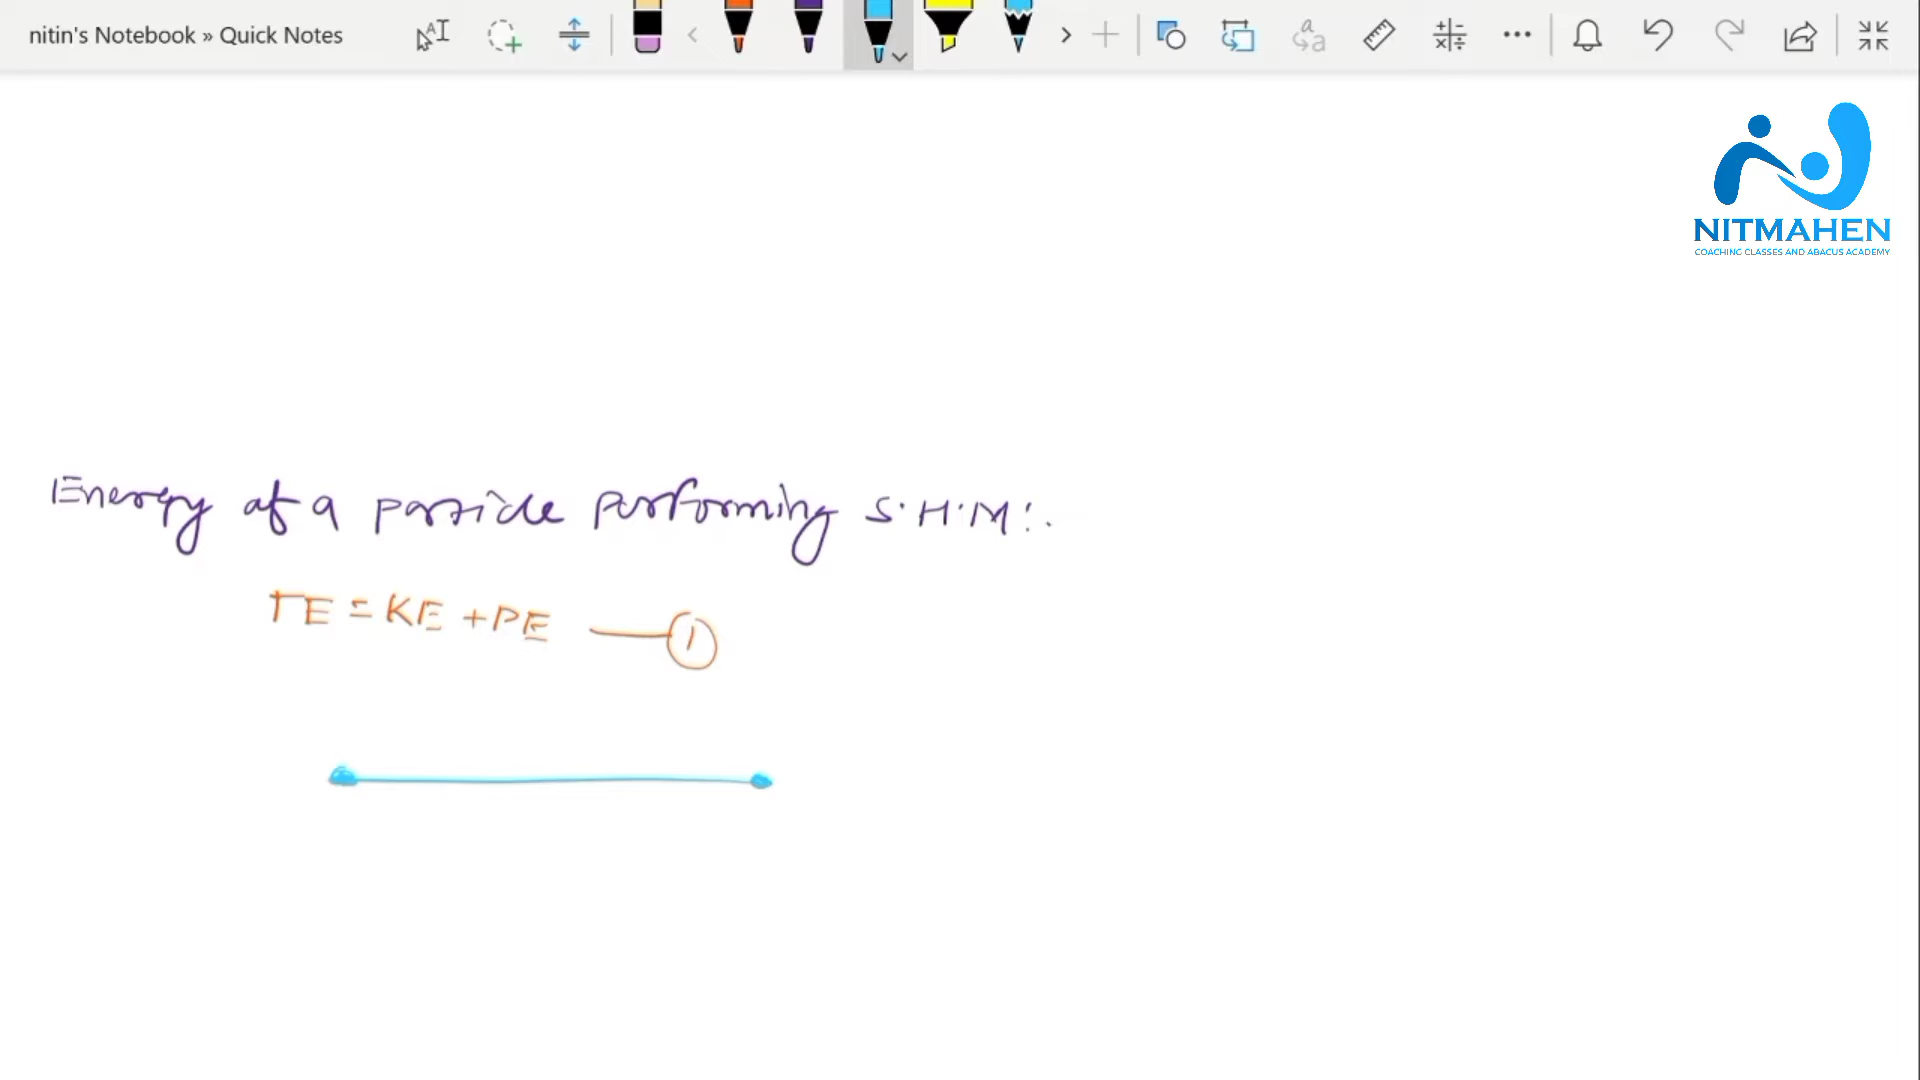 nitin's Notebook » Quick Notes
NITMAHEN
COACHING CLASSES AND ABACUS ACADEMY
Energy of a particle performing S.H.M:.
TE = KE + PE — ①